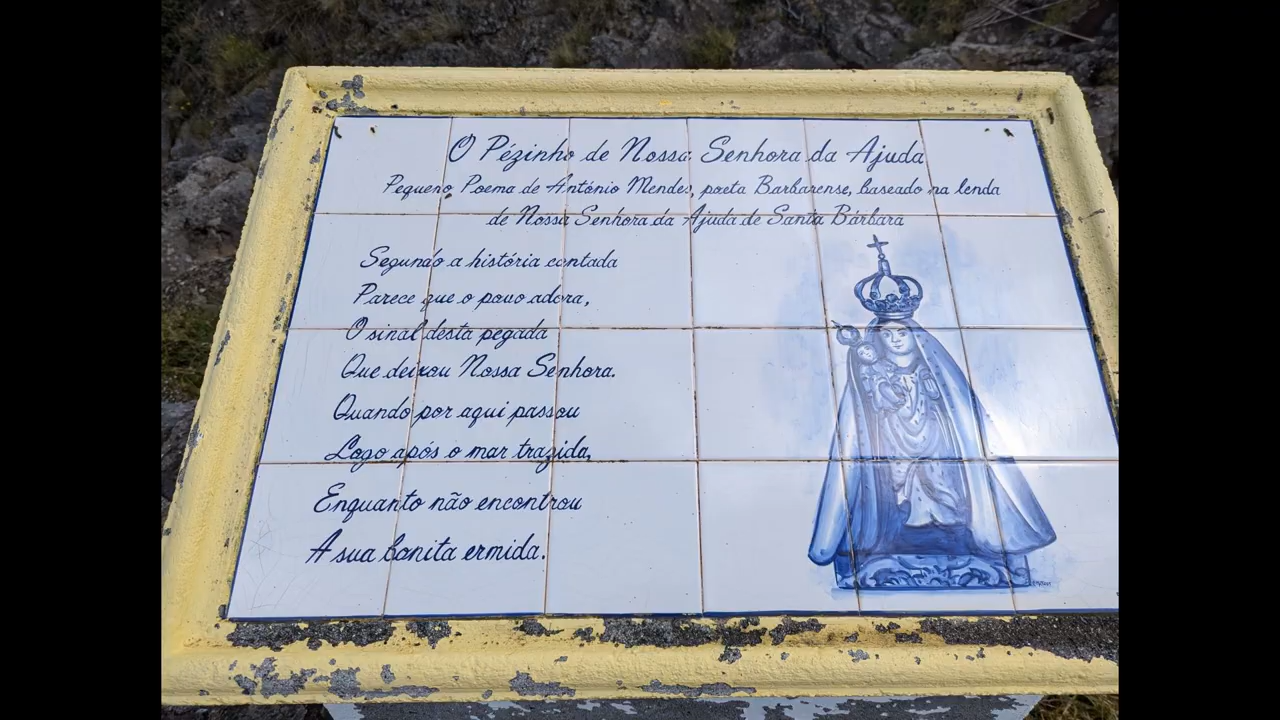 O Pézinho de Nossa Senhora da Ajuda
Pequeno Poema de António Mendes, poeta Barbarense, baseado na lenda
de Nossa Senhora da Ajuda de Santa Bárbara
Segundo a história contada
Parece que o povo adora,
O sinal desta pegada
Que deixou Nossa Senhora.
Quando por aqui passou
Logo após o mar trazida,
Enquanto não encontrou
A sua bonita ermida.